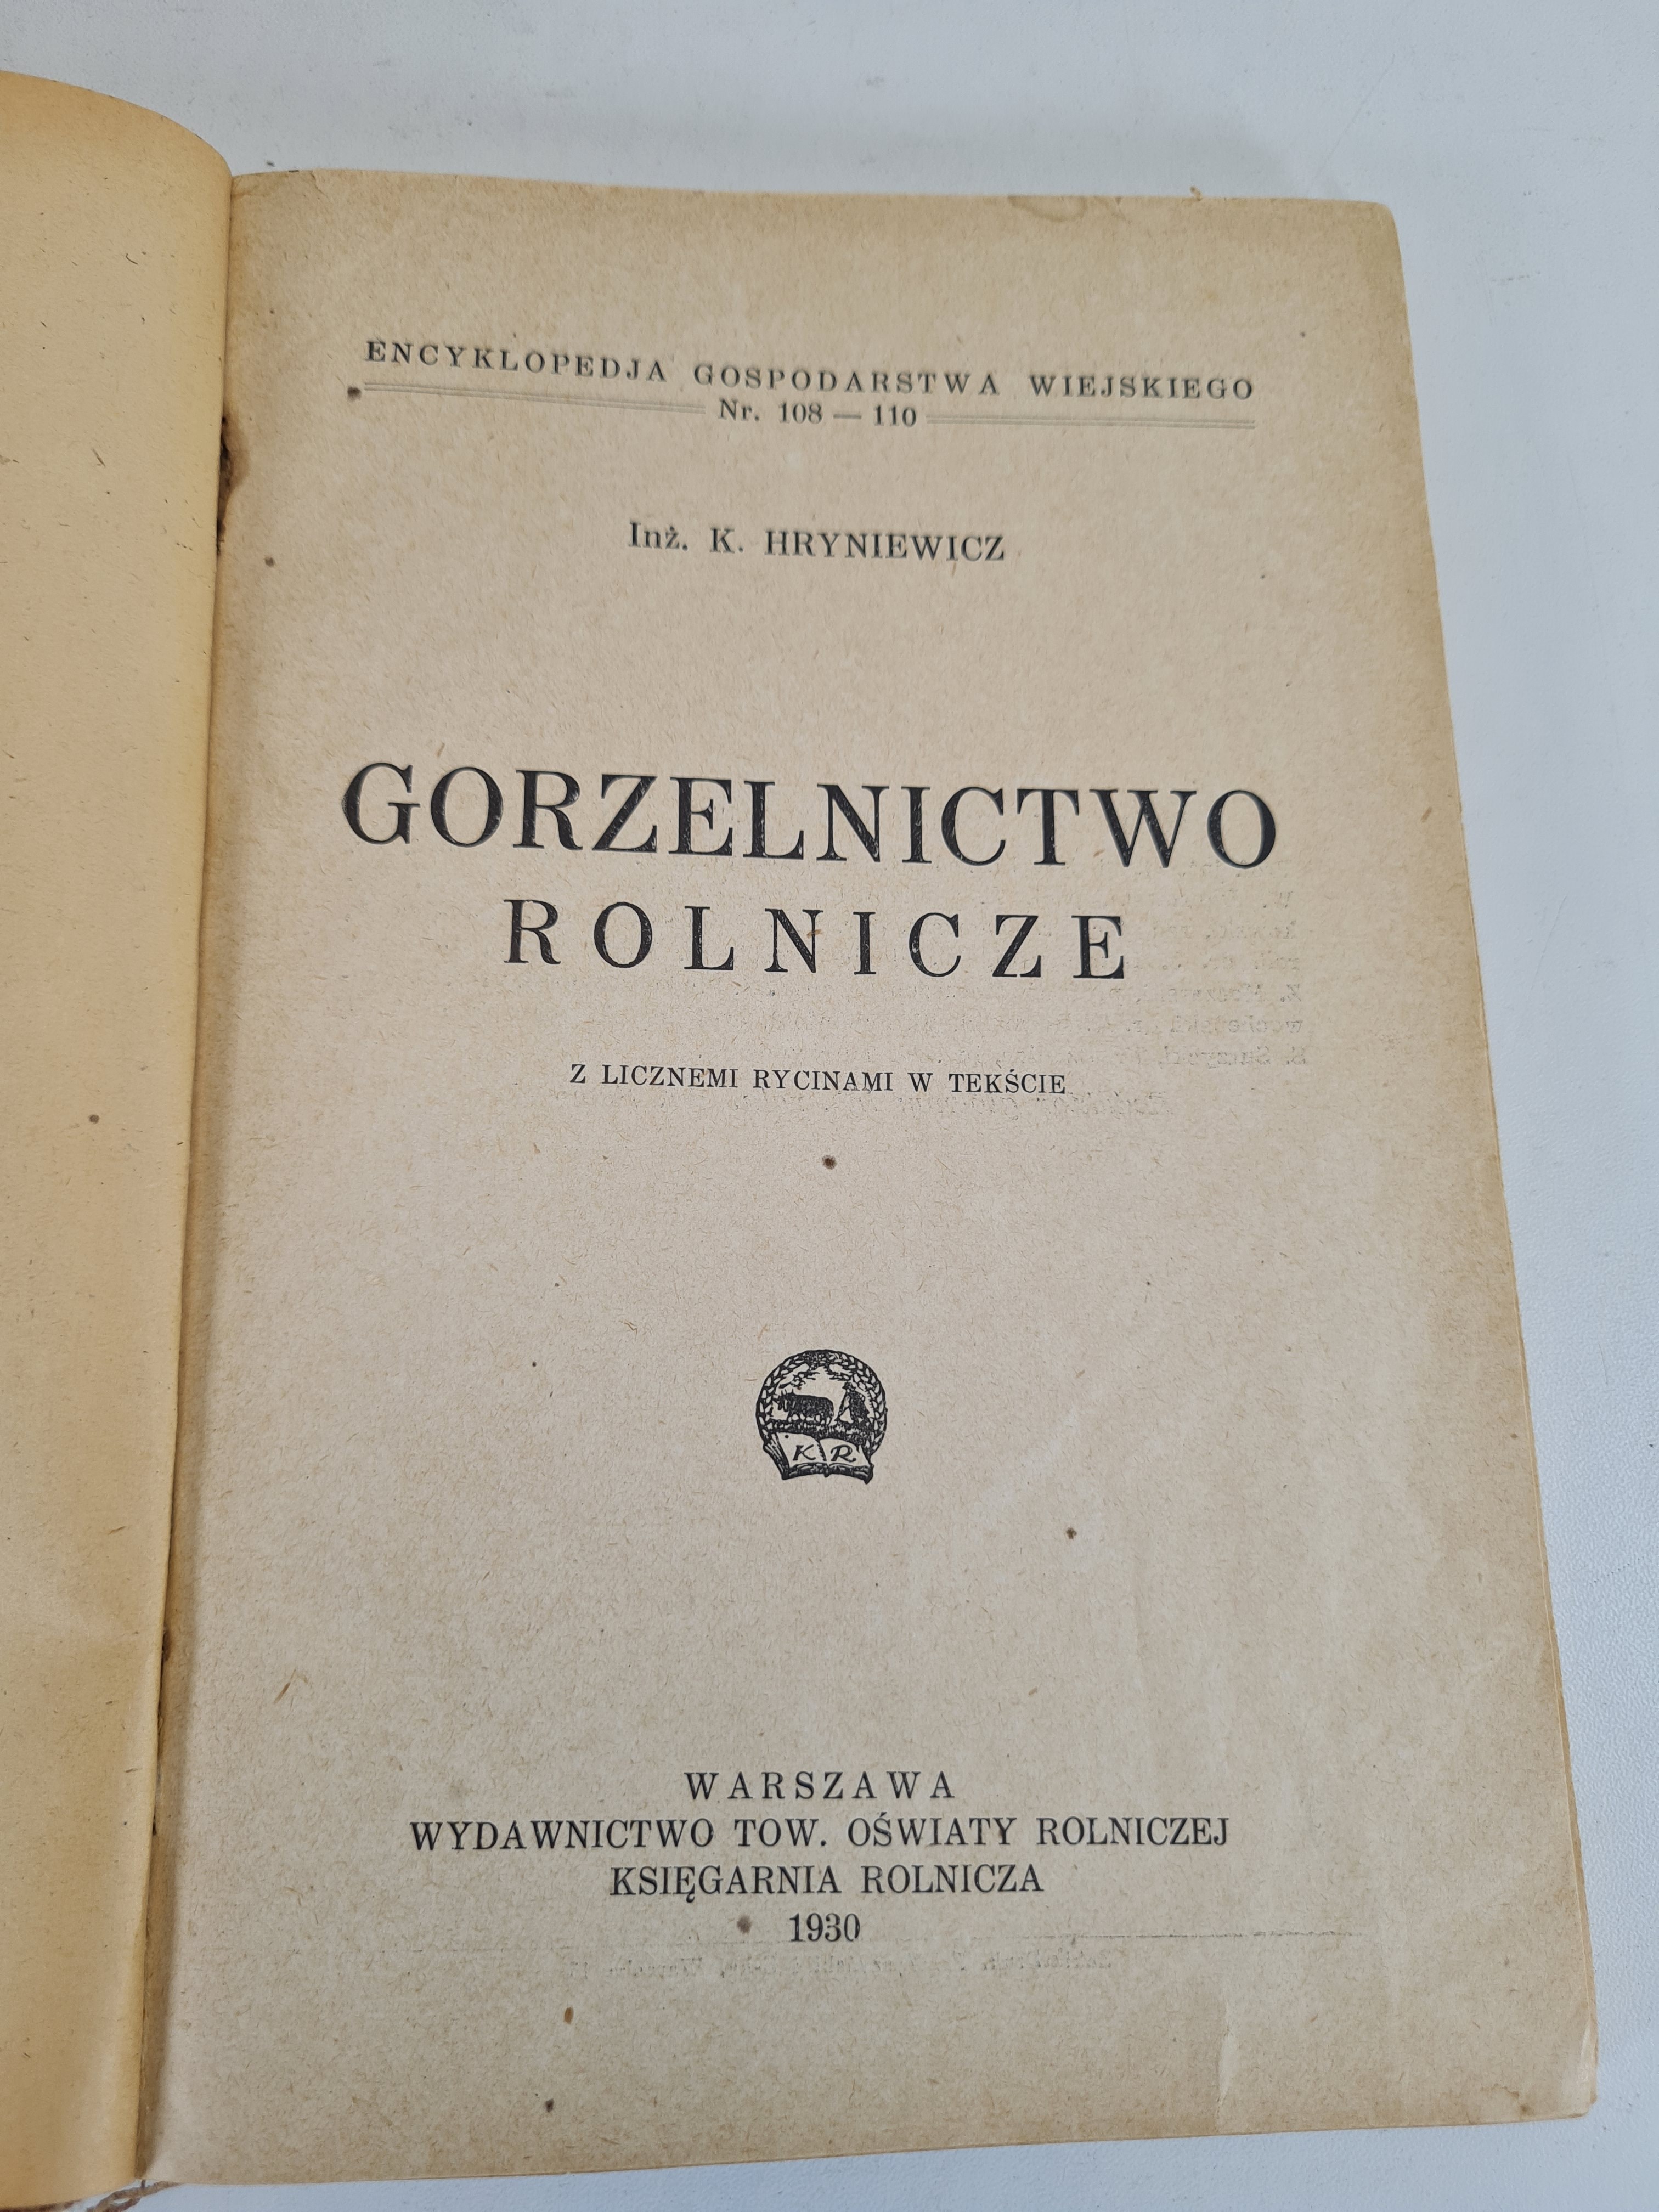 ENCYKLOPEDJA GOSPODARSTWA WIEJSKIEGO
Nr. 108 — 110
Inż. K. HRYNIEWICZ
GORZELNICTWO
ROLNICZE
Z LICZNEMI RYCINAMI W TEKŚCIE
K R
WARSZAWA
WYDAWNICTWO TOW. OŚWIATY ROLNICZEJ
KSIĘGARNIA ROLNICZA
1930